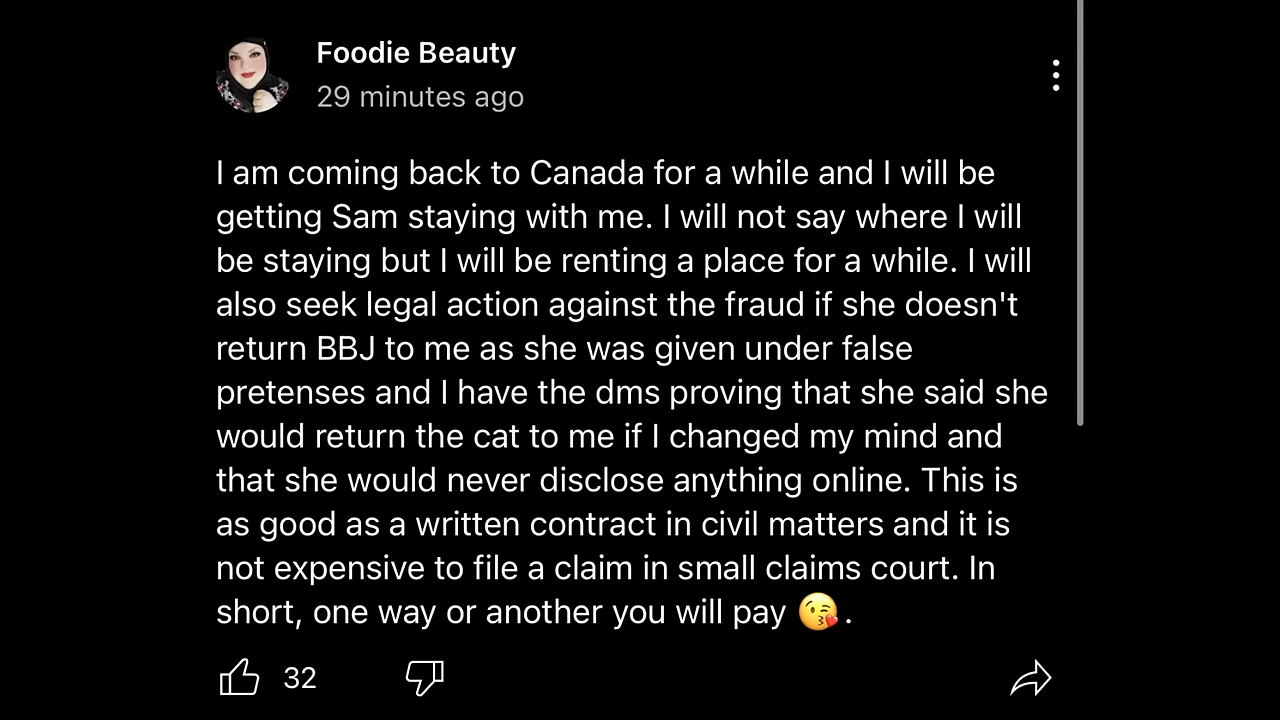 Foodie Beauty
29 minutes ago
I am coming back to Canada for a while and I will be
getting Sam staying with me. I will not say where I will
be staying but I will be renting a place for a while. I will
also seek legal action against the fraud if she doesn't
return BBJ to me as she was given under false
pretenses and I have the dms proving that she said she
would return the cat to me if I changed my mind and
that she would never disclose anything online. This is
as good as a written contract in civil matters and it is
not expensive to file a claim in small claims court. In
short, one way or another you will pay 😘.
32